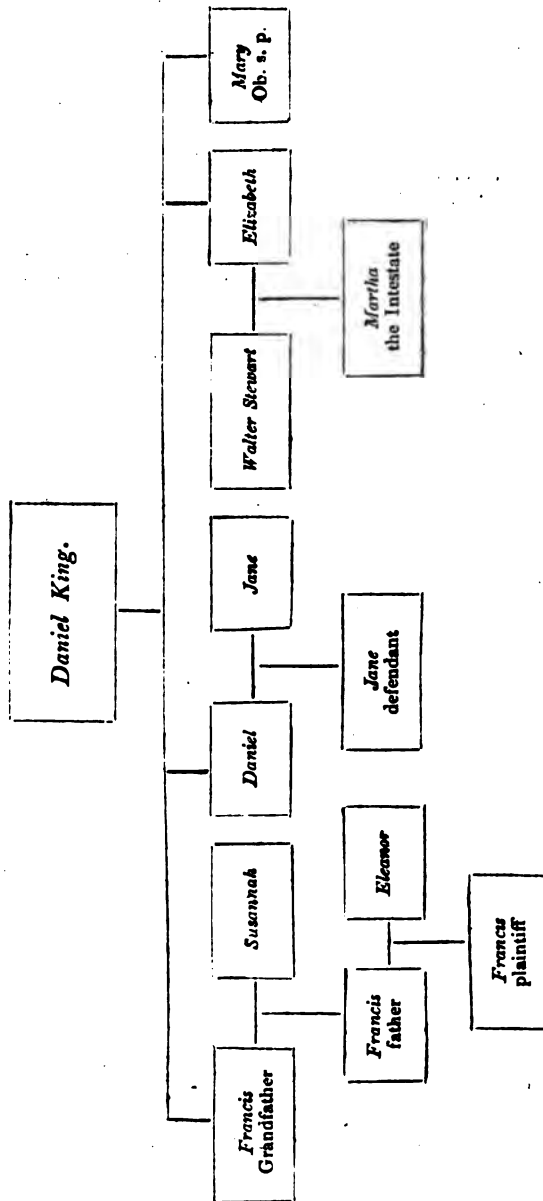 Daniel King.
Francis
Grandfather
Susannah
Daniel
Jane
Walter Stewart
Elizabeth
Mary
Ob. s. p.
Francis
father
Eleanor
Jane
defendant
Martha
the Intestate
Francis
plaintiff